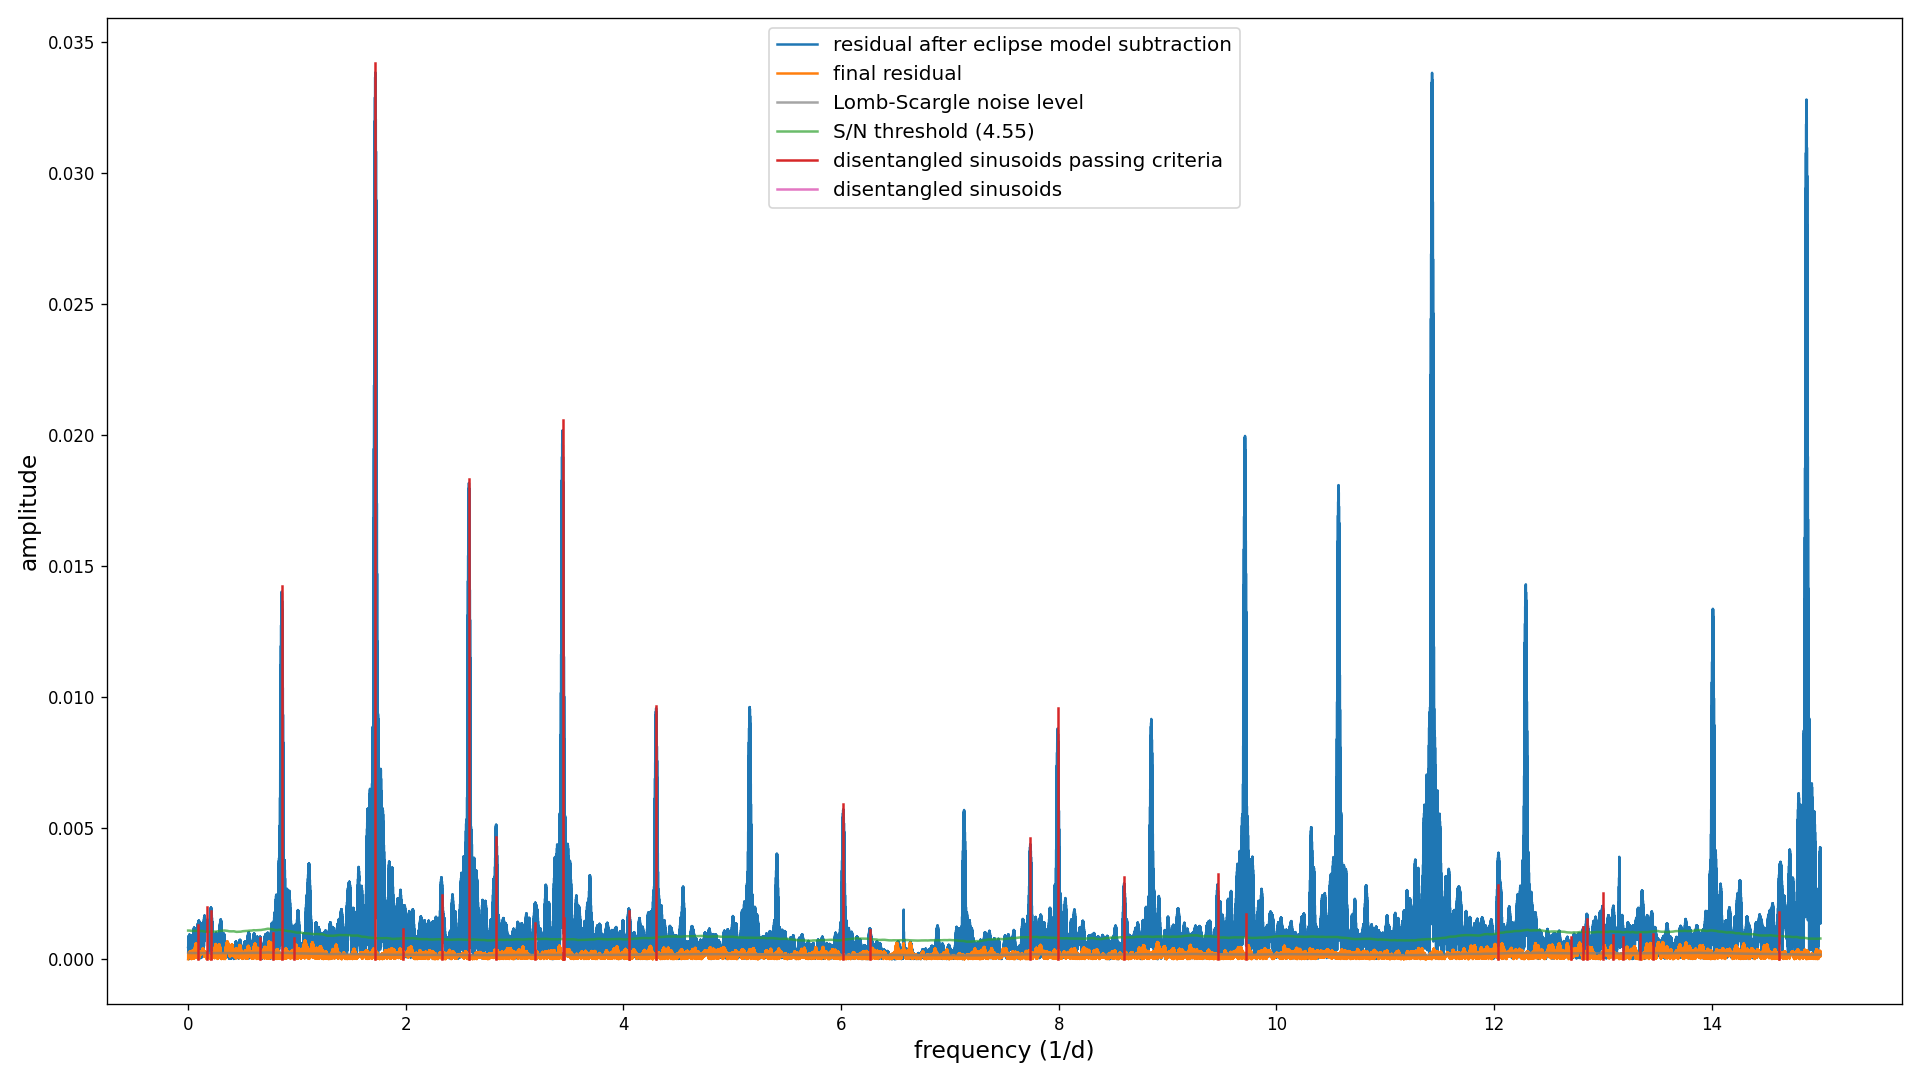 0.035
0.030
0.025
0.020
0.015
0.010
0.005
0.000
amplitude
residual after eclipse model subtraction
final residual
Lomb-Scargle noise level
S/N threshold (4.55)
disentangled sinusoids passing criteria
disentangled sinusoids
0 2 4 6 8 10 12 14
frequency (1/d)